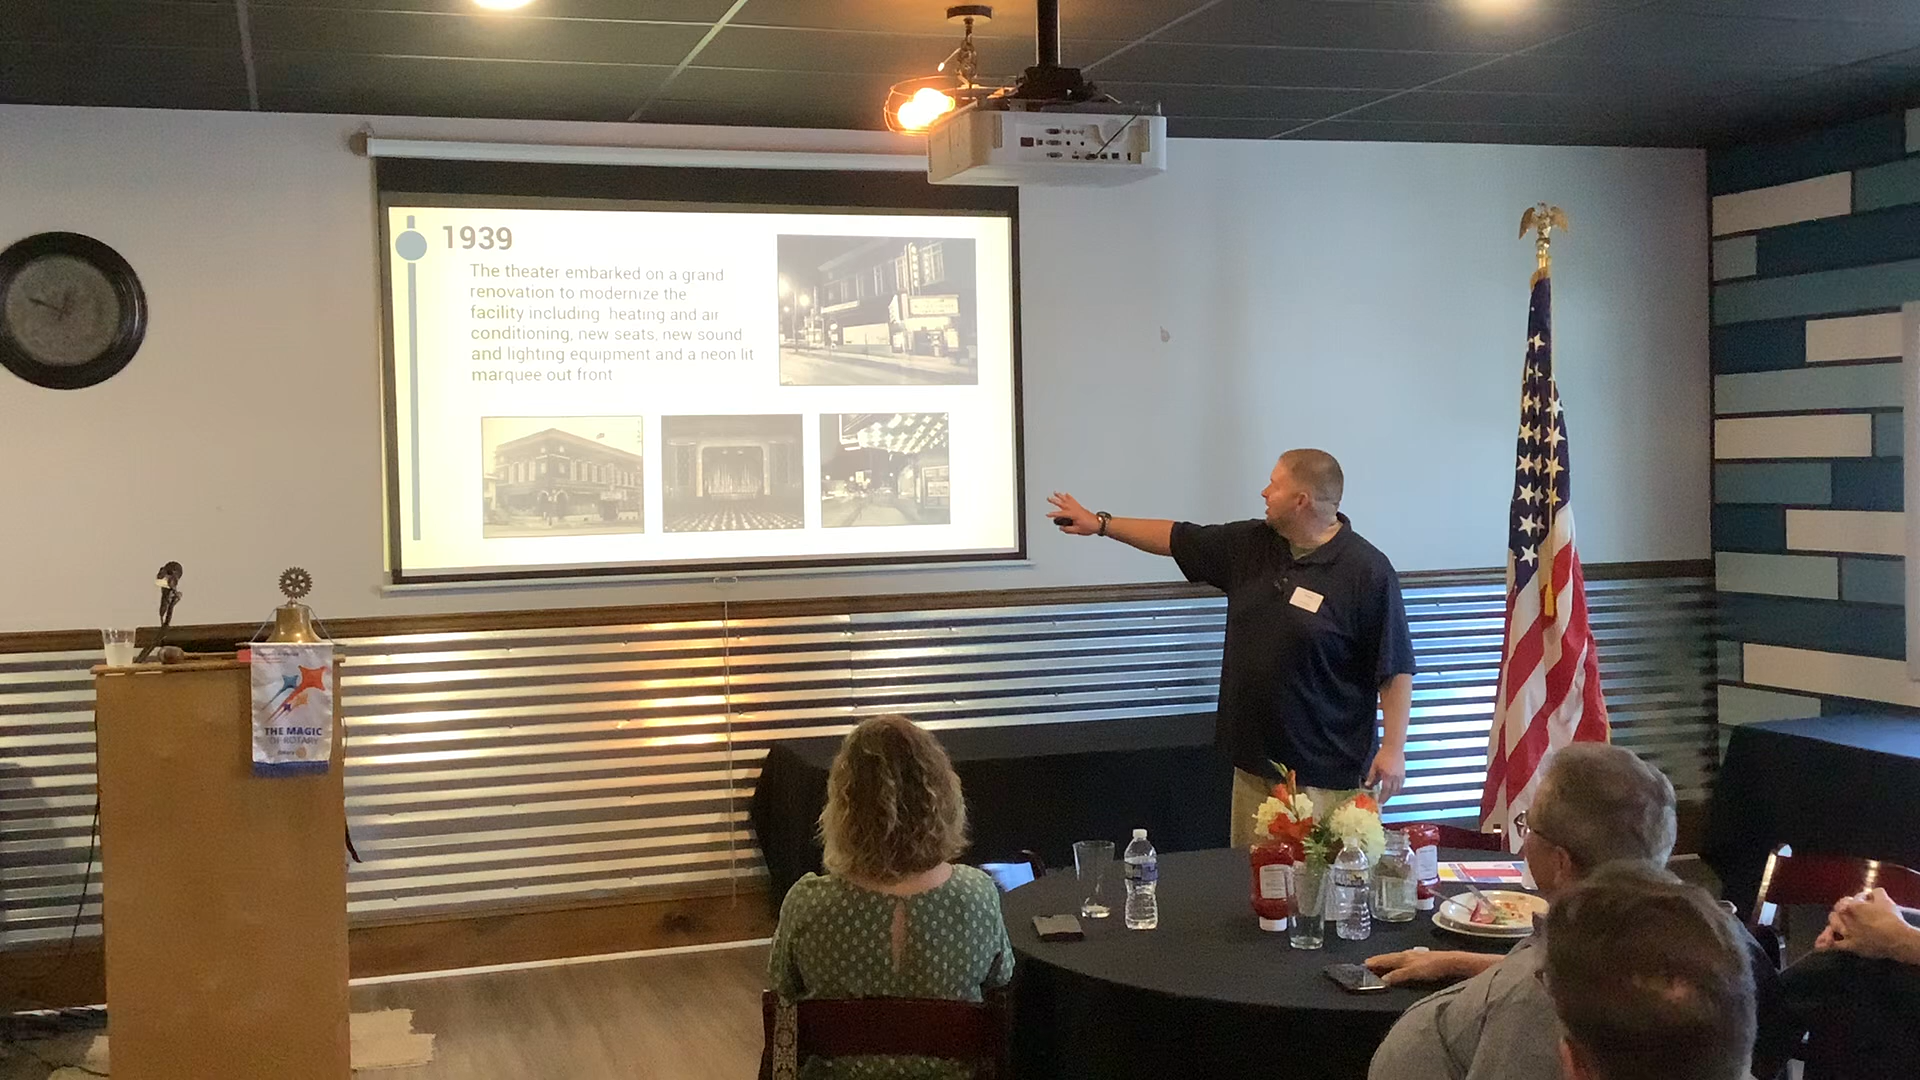 1939
The theater embarked on a grand
renovation to modernize the
facility including heating and air
conditioning, new seats, new sound
and lighting equipment and a neon lit
marquee out front
THE MAGIC
OF ROTARY